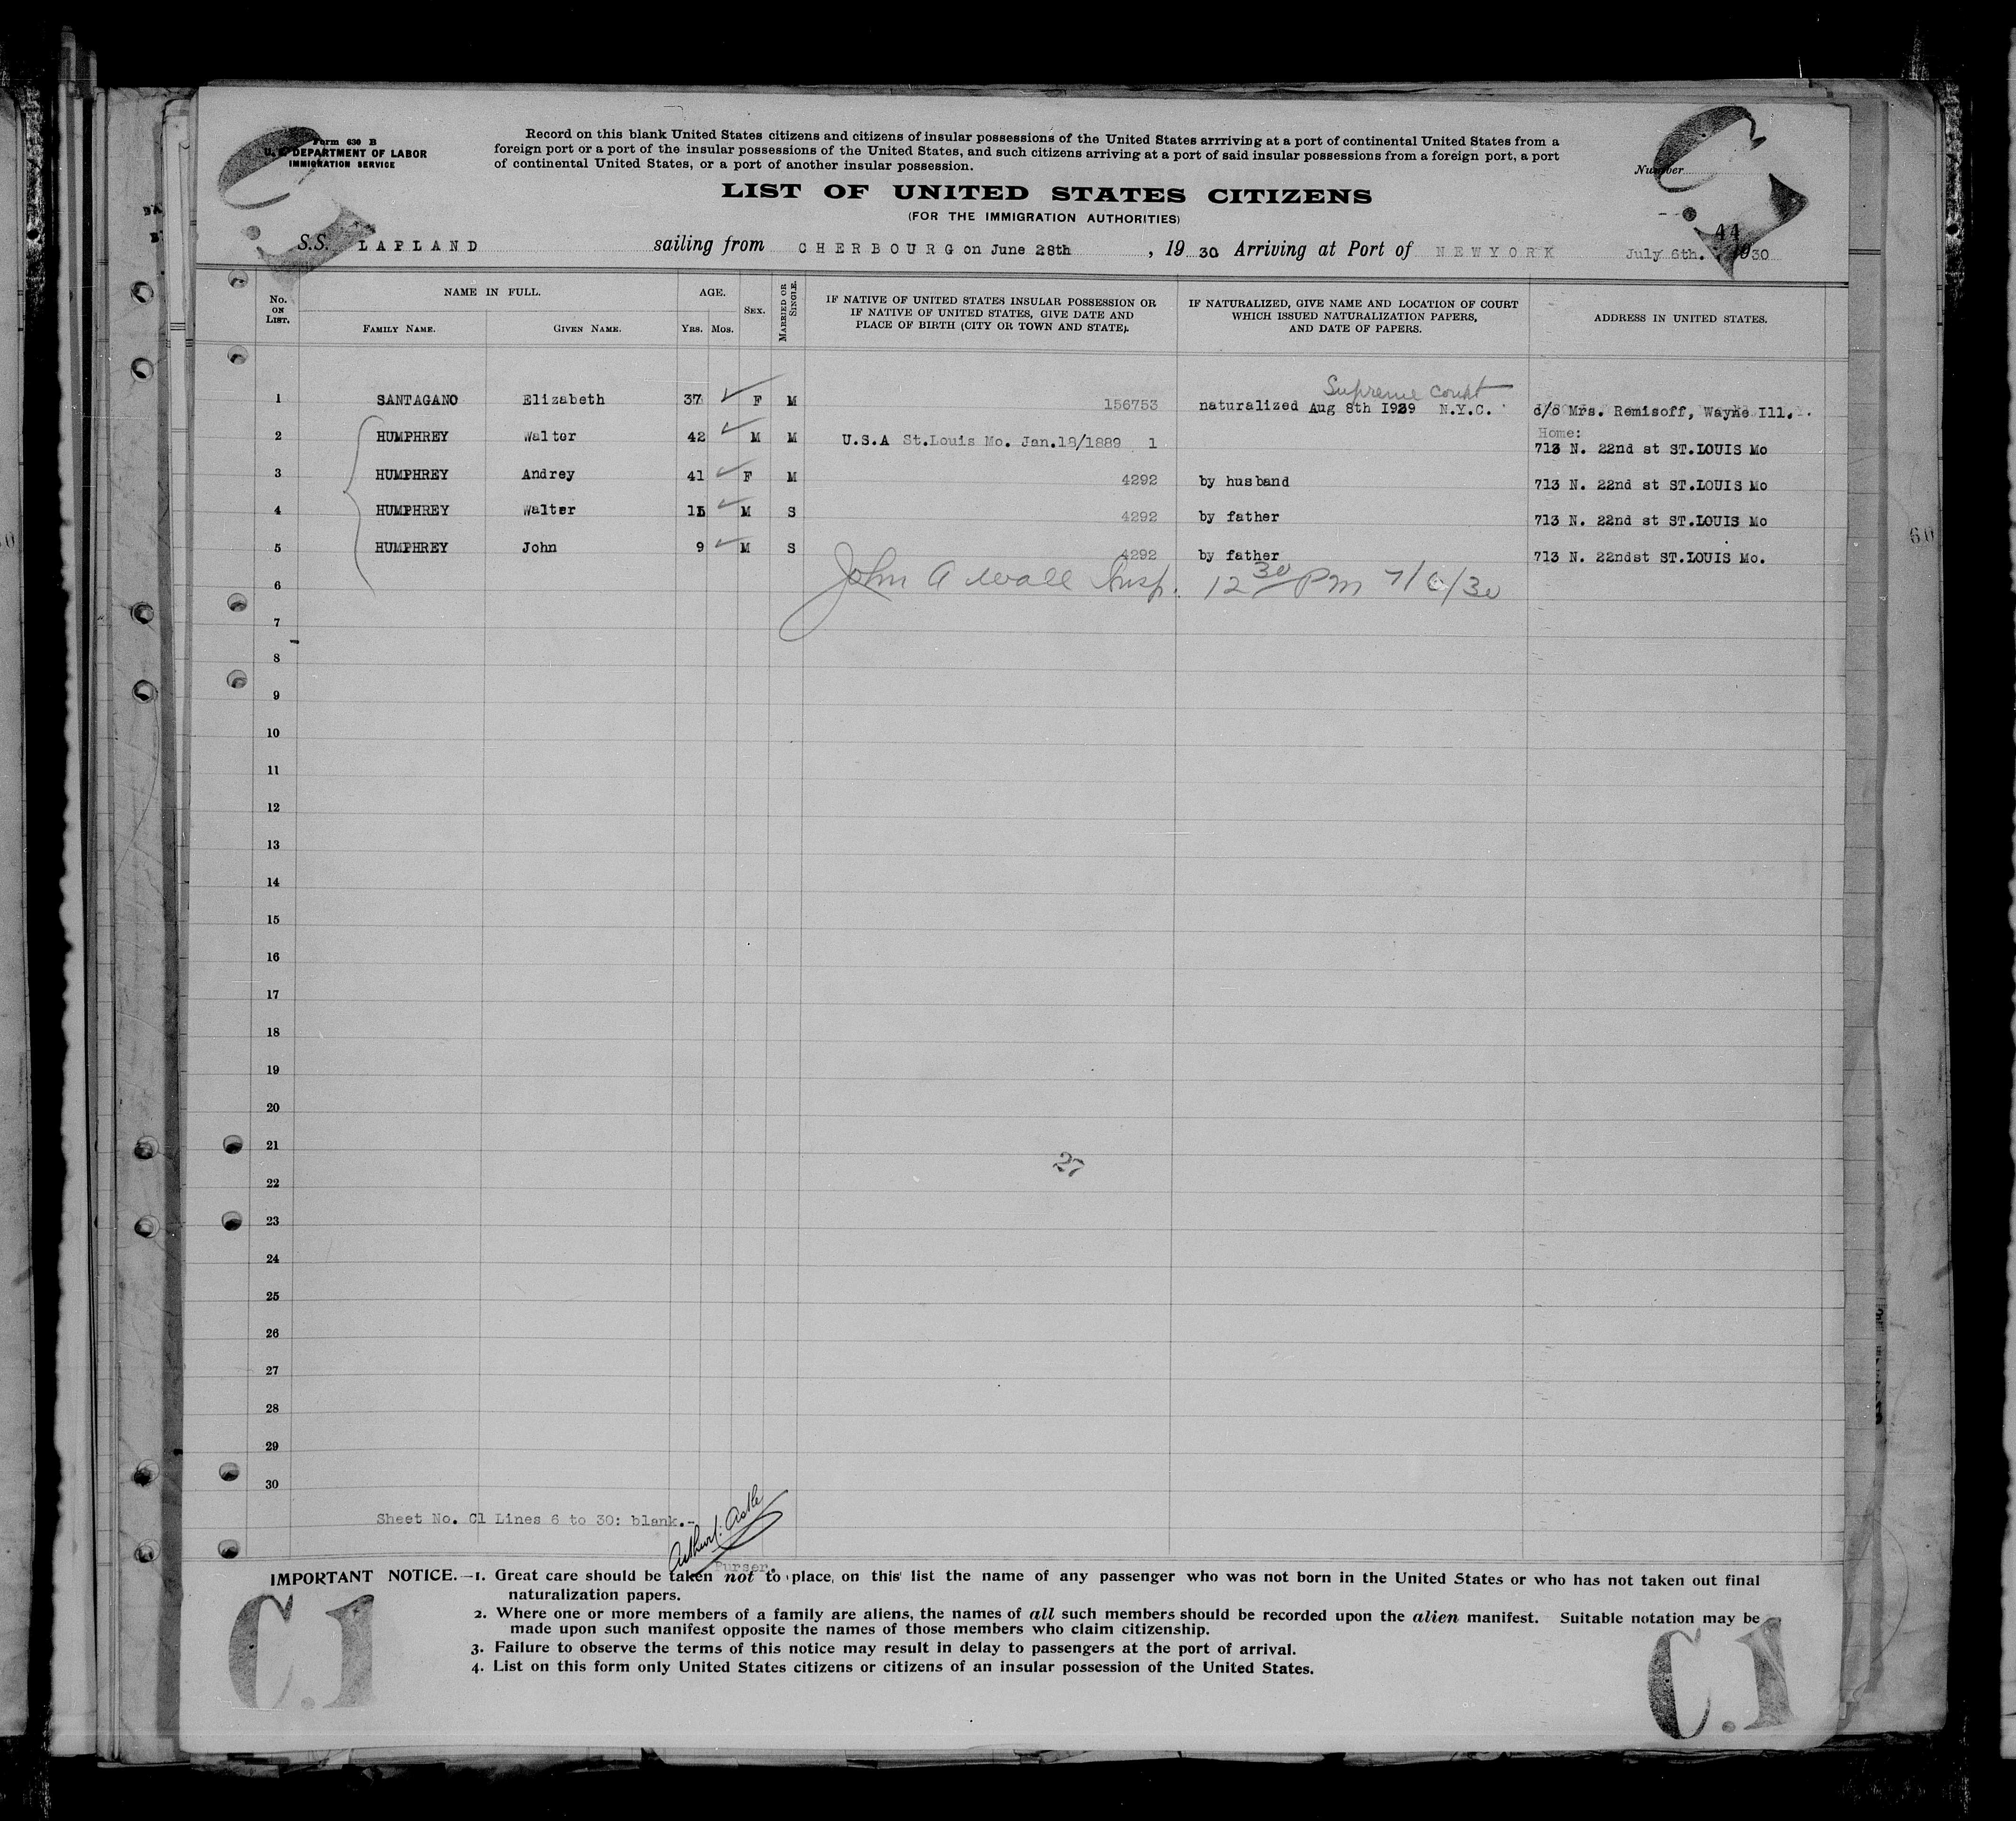 Form 630 B
U. S. DEPARTMENT OF LABOR
IMMIGRATION SERVICE
Record on this blank United States citizens and citizens of insular possessions of the United States arrriving at a port of continental United States from a
foreign port or a port of the insular possessions of the United States, and such citizens arriving at a port of said insular possessions from a foreign port, a port
of continental United States, or a port of another insular possession.
Number
LIST OF UNITED STATES CITIZENS
(FOR THE IMMIGRATION AUTHORITIES)
44
S.S. LAPLAND sailing from CHERBOURG on June 28th , 19 30 Arriving at Port of NEWYORK July 6th. 1930
No. ON LIST. NAME IN FULL. FAMILY NAME. GIVEN NAME. AGE. YRS. MOS. SEX. MARRIED OR SINGLE. IF NATIVE OF UNITED STATES INSULAR POSSESSION OR IF NATIVE OF UNITED STATES, GIVE DATE AND PLACE OF BIRTH (CITY OR TOWN AND STATE). IF NATURALIZED, GIVE NAME AND LOCATION OF COURT WHICH ISSUED NATURALIZATION PAPERS, AND DATE OF PAPERS. ADDRESS IN UNITED STATES.
Supreme Court
1 SANTAGANO Elizabeth 37 ✓ F M 156753 naturalized Aug 8th 1929 N.Y.C. c/o Mrs. Remisoff, Wayne Ill.
Home:
2 HUMPHREY Walter 42 ✓ M M U.S.A St.Louis Mo. Jan.18/1889 1 713 N. 22nd st ST.LOUIS Mo
3 HUMPHREY Andrey 41 ✓ F M 4292 by husband 713 N. 22nd st ST.LOUIS Mo
4 HUMPHREY Walter 15 ✓ M S 4292 by father 713 N. 22nd st ST.LOUIS Mo
5 HUMPHREY John 9 ✓ M S 4292 by father 713 N. 22ndst ST.LOUIS Mo.
6 John A Wall Insp. 12 30 PM 7/6/30
7
8
9
10
11
12
13
14
15
16
17
18
19
20
21
27
22
23
24
25
26
27
28
29
30
Sheet No. C1 Lines 6 to 30: blank.-
Purser.
IMPORTANT NOTICE.—1. Great care should be taken not to place on this list the name of any passenger who was not born in the United States or who has not taken out final
naturalization papers.
2. Where one or more members of a family are aliens, the names of all such members should be recorded upon the alien manifest. Suitable notation may be
made upon such manifest opposite the names of those members who claim citizenship.
3. Failure to observe the terms of this notice may result in delay to passengers at the port of arrival.
4. List on this form only United States citizens or citizens of an insular possession of the United States.
C.1
C.1